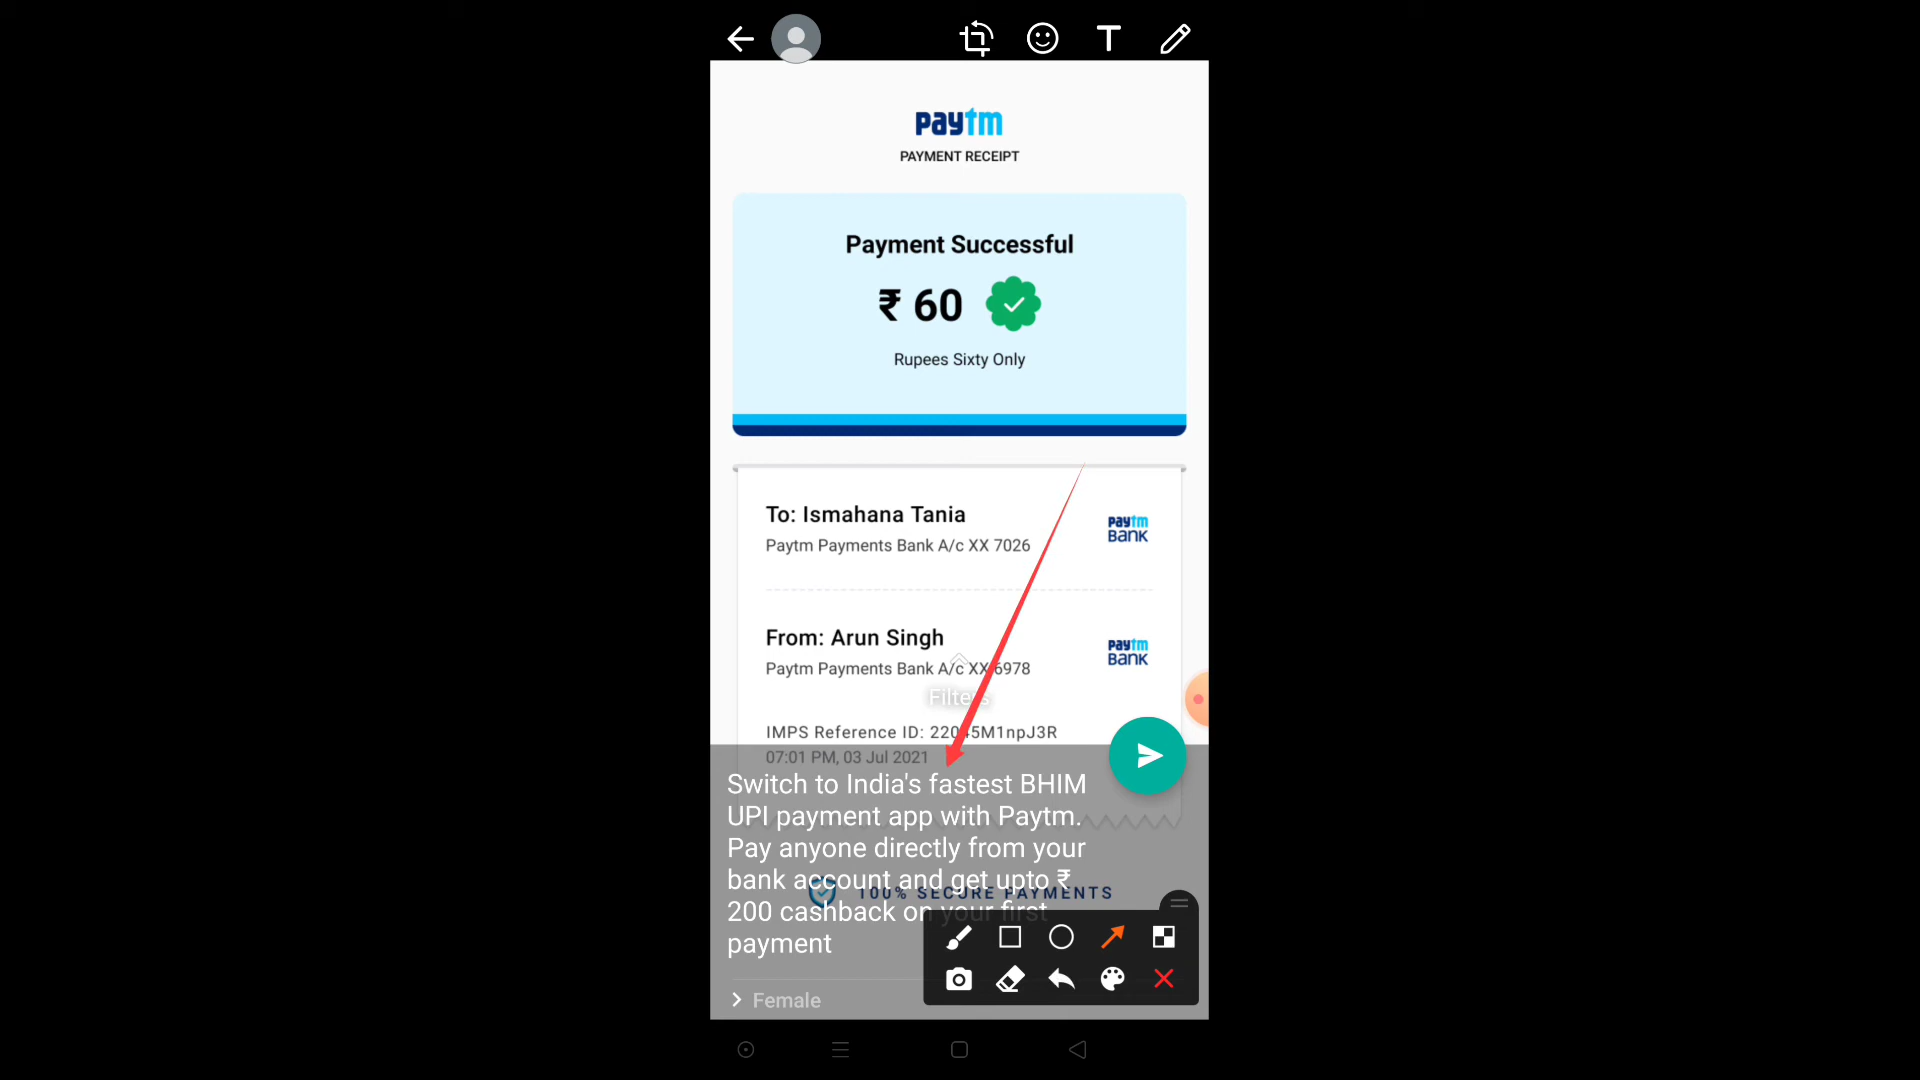 T
paytm
PAYMENT RECEIPT
Payment Successful
₹ 60
Rupees Sixty Only
To: Ismahana Tania
Paytm Payments Bank A/c XX 7026
paytm
BANK
From: Arun Singh
Paytm Payments Bank A/c XX 6978
paytm
BANK
Filters
IMPS Reference ID: 22045M1npJ3R
07:01 PM, 03 Jul 2021
Switch to India's fastest BHIM
UPI payment app with Paytm.
Pay anyone directly from your
bank account and get upto ₹
100% SECURE PAYMENTS
200 cashback on your first
payment
Female